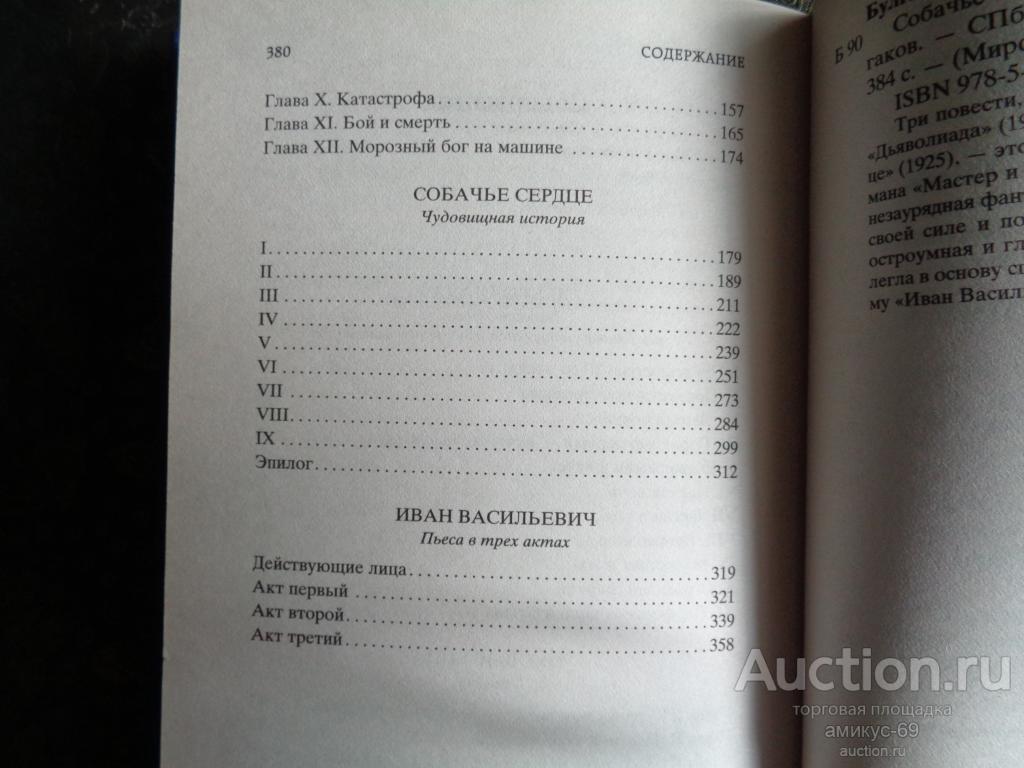 380 СОДЕРЖАНИЕ
Глава X. Катастрофа 157
Глава XI. Бой и смерть 165
Глава XII. Морозный бог на машине 174
СОБАЧЬЕ СЕРДЦЕ
Чудовищная история
I 179
II 189
III 211
IV 222
V 239
VI 251
VII 273
VIII 284
IX 299
Эпилог 312
ИВАН ВАСИЛЬЕВИЧ
Пьеса в трех актах
Действующие лица 319
Акт первый 321
Акт второй 339
Акт третий 358
Собачье
Б 90
гаков. — СПб
384 с. — (Миро
ISBN 978-5-
Три повести,
«Дьяволиада» (19
це» (1925). — это
мана «Мастер и
незаурядная фан
своей силе и по
остроумная и гл
легла в основу сц
му «Иван Васил
Auction.ru
торговая площадка
амикус-69
auction.ru